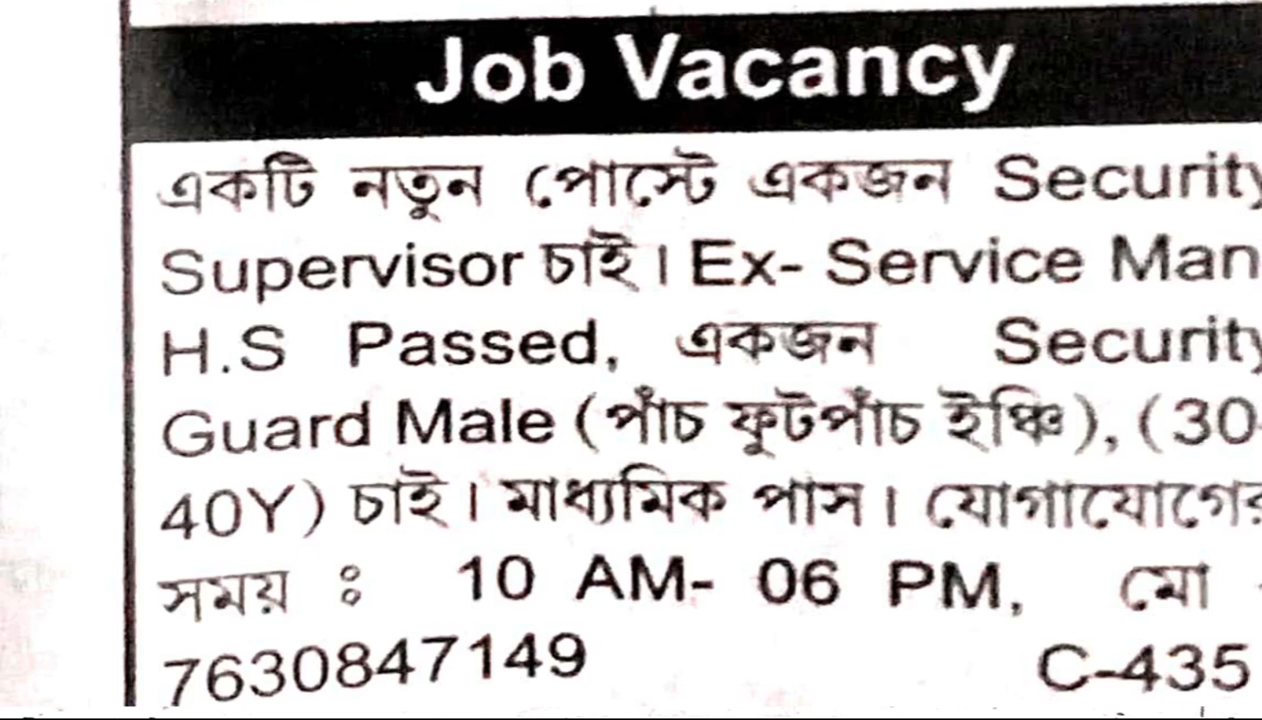 Job Vacancy
একটি নতুন পোস্টে একজন Security
Supervisor চাই। Ex- Service Man
H.S Passed, একজন Security
Guard Male (পাঁচ ফুটপাঁচ ইঞ্চি), (30-
40Y) চাই। মাধ্যমিক পাস। যোগাযোগের
সময় ঃ 10 AM- 06 PM, মো -
7630847149 C-435